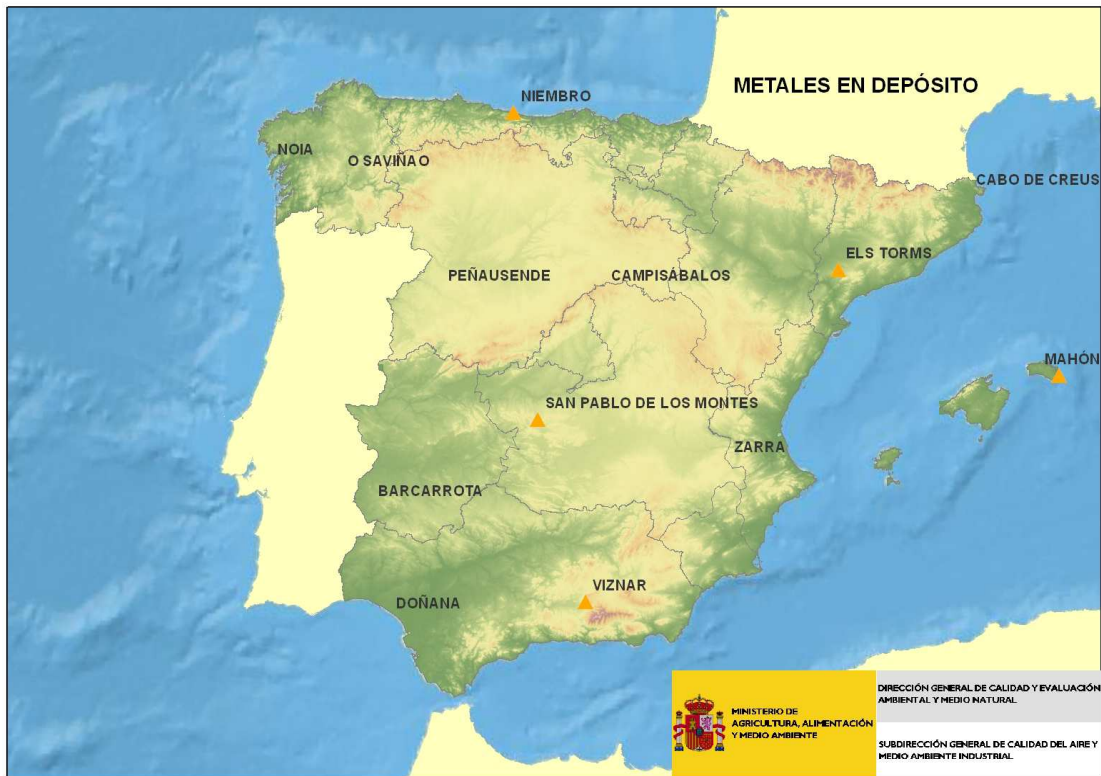 METALES EN DEPÓSITO
NIEMBRO
NOIA
O SAVIÑAO
CABO DE CREUS
ELS TORMS
PEÑAUSENDE
CAMPISÁBALOS
MAHÓN
SAN PABLO DE LOS MONTES
ZARRA
BARCARROTA
VIZNAR
DOÑANA
MINISTERIO DE
AGRICULTURA, ALIMENTACIÓN
Y MEDIO AMBIENTE
DIRECCIÓN GENERAL DE CALIDAD Y EVALUACIÓN
AMBIENTAL Y MEDIO NATURAL
SUBDIRECCIÓN GENERAL DE CALIDAD DEL AIRE Y
MEDIO AMBIENTE INDUSTRIAL